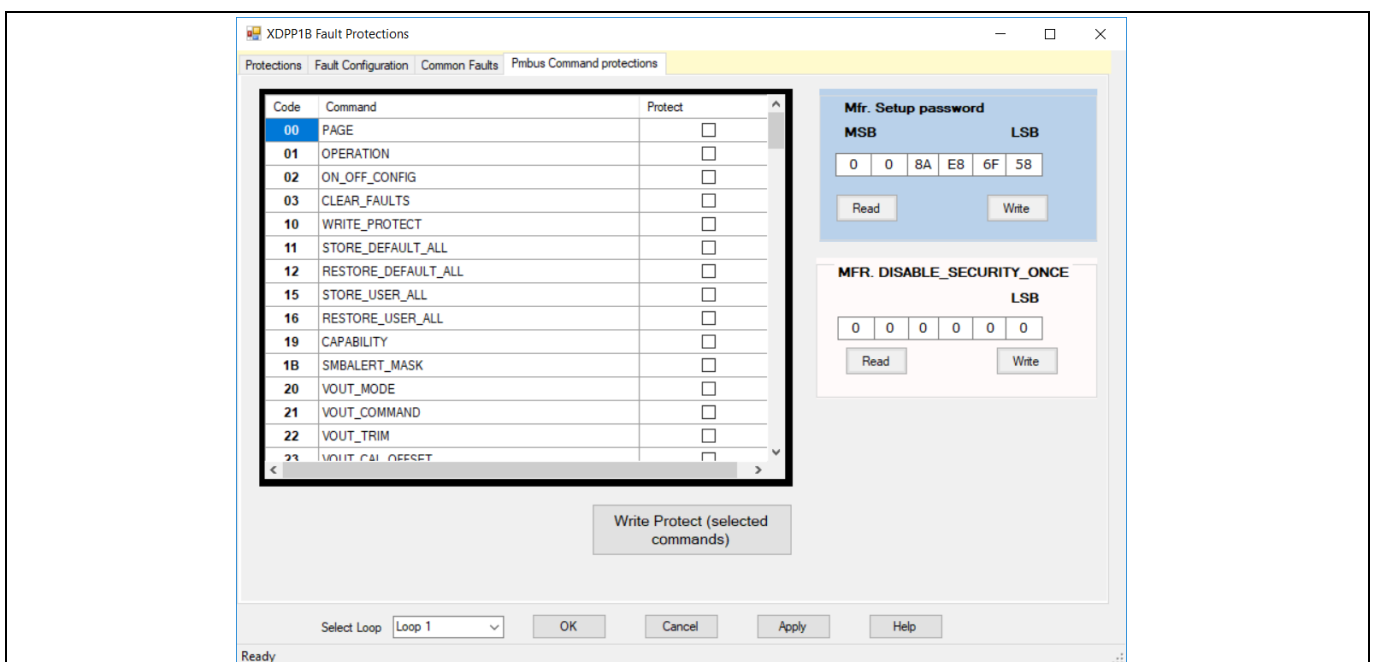 XDPP1B Fault Protections
Protections Fault Configuration Common Faults Pmbus Command protections
Code Command Protect
00 PAGE
01 OPERATION
02 ON_OFF_CONFIG
03 CLEAR_FAULTS
10 WRITE_PROTECT
11 STORE_DEFAULT_ALL
12 RESTORE_DEFAULT_ALL
15 STORE_USER_ALL
16 RESTORE_USER_ALL
19 CAPABILITY
1B SMBALERT_MASK
20 VOUT_MODE
21 VOUT_COMMAND
22 VOUT_TRIM
23 VOUT_CAL_OFFSET
Write Protect (selected
commands)
Mfr. Setup password
MSB LSB
0 0 8A E8 6F 58
Read Write
MFR. DISABLE_SECURITY_ONCE
LSB
0 0 0 0 0 0
Read Write
Select Loop Loop 1 OK Cancel Apply Help
Ready